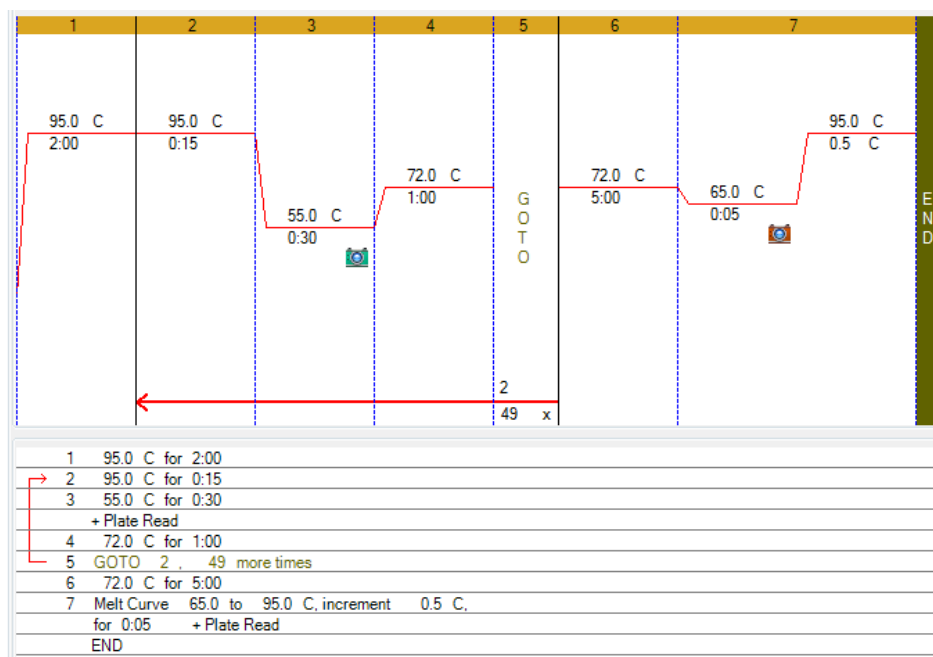 1 2 3 4 5 6 7
95.0 C 95.0 C 95.0 C
2:00 0:15 0.5 C
72.0 C 72.0 C
1:00 5:00
65.0 C
0:05
55.0 C
0:30
G
O
T
O
E
N
D
2
49 x
1 95.0 C for 2:00
2 95.0 C for 0:15
3 55.0 C for 0:30
+ Plate Read
4 72.0 C for 1:00
5 GOTO 2 , 49 more times
6 72.0 C for 5:00
7 Melt Curve 65.0 to 95.0 C, increment 0.5 C,
for 0:05 + Plate Read
END